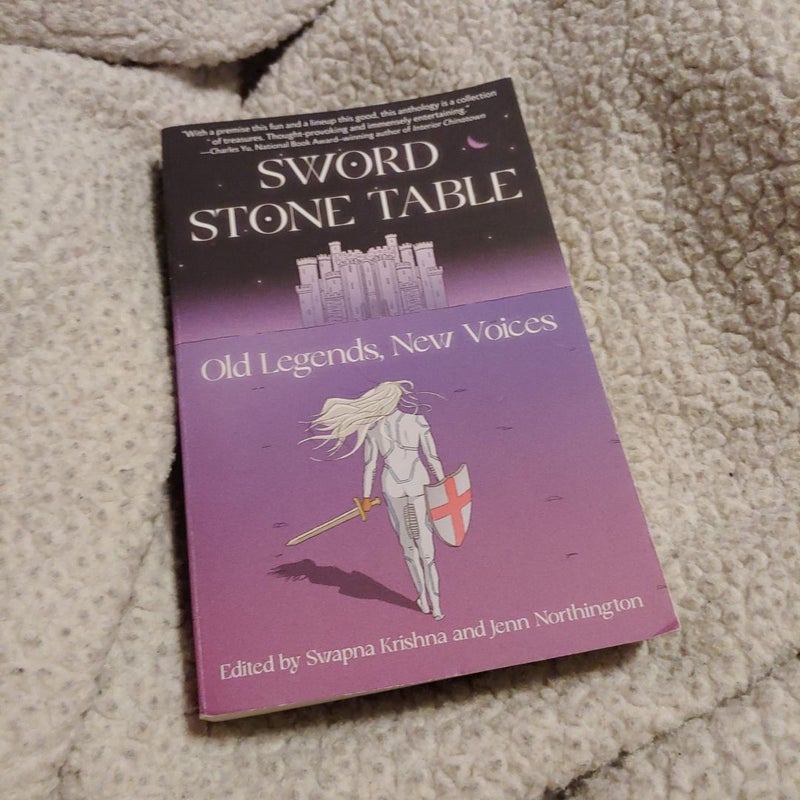 "With a premise this fun and a lineup this good, this anthology is a collection
of treasures. Thought-provoking and immensely entertaining."
—Charles Yu, National Book Award–winning author of Interior Chinatown
SWORD
STONE TABLE
Old Legends, New Voices
Edited by Swapna Krishna and Jenn Northington